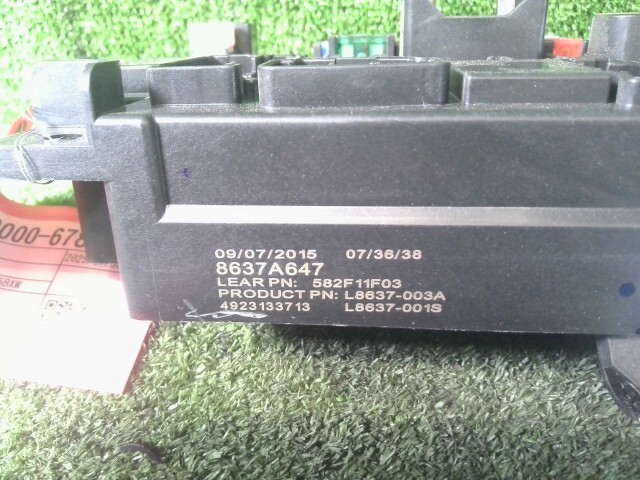 09/07/2015 07/36/38
8637A647
LEAR PN: 582F11F03
PRODUCT PN: L8637-003A
4923133713 L8637-001S